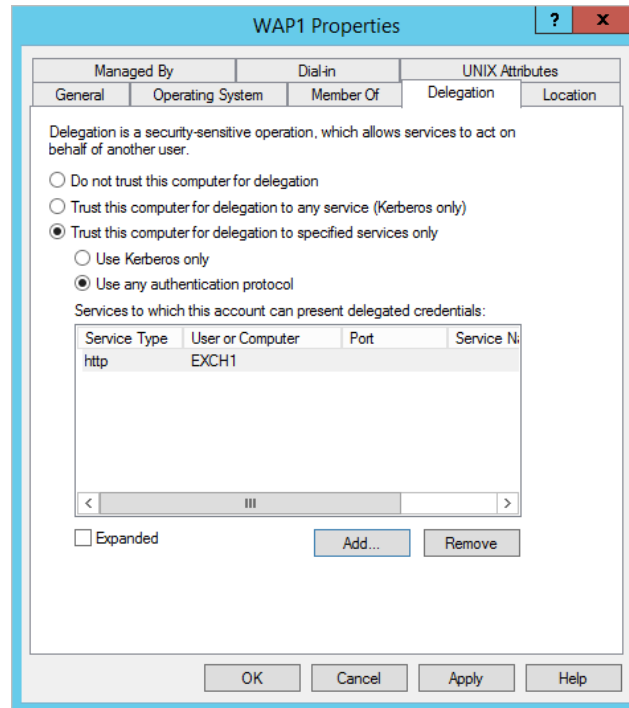 WAP1 Properties
? x
Managed By Dial-in UNIX Attributes
General Operating System Member Of Delegation Location
Delegation is a security-sensitive operation, which allows services to act on
behalf of another user.
Do not trust this computer for delegation
Trust this computer for delegation to any service (Kerberos only)
Trust this computer for delegation to specified services only
Use Kerberos only
Use any authentication protocol
Services to which this account can present delegated credentials:
Service Type User or Computer Port Service Na
http EXCH1
Expanded Add... Remove
OK Cancel Apply Help